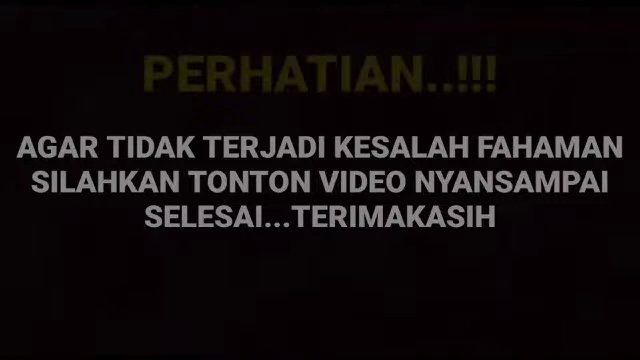 PERHATIAN..!!!
AGAR TIDAK TERJADI KESALAH FAHAMAN
SILAHKAN TONTON VIDEO NYANSAMPAI
SELESAI...TERIMAKASIH